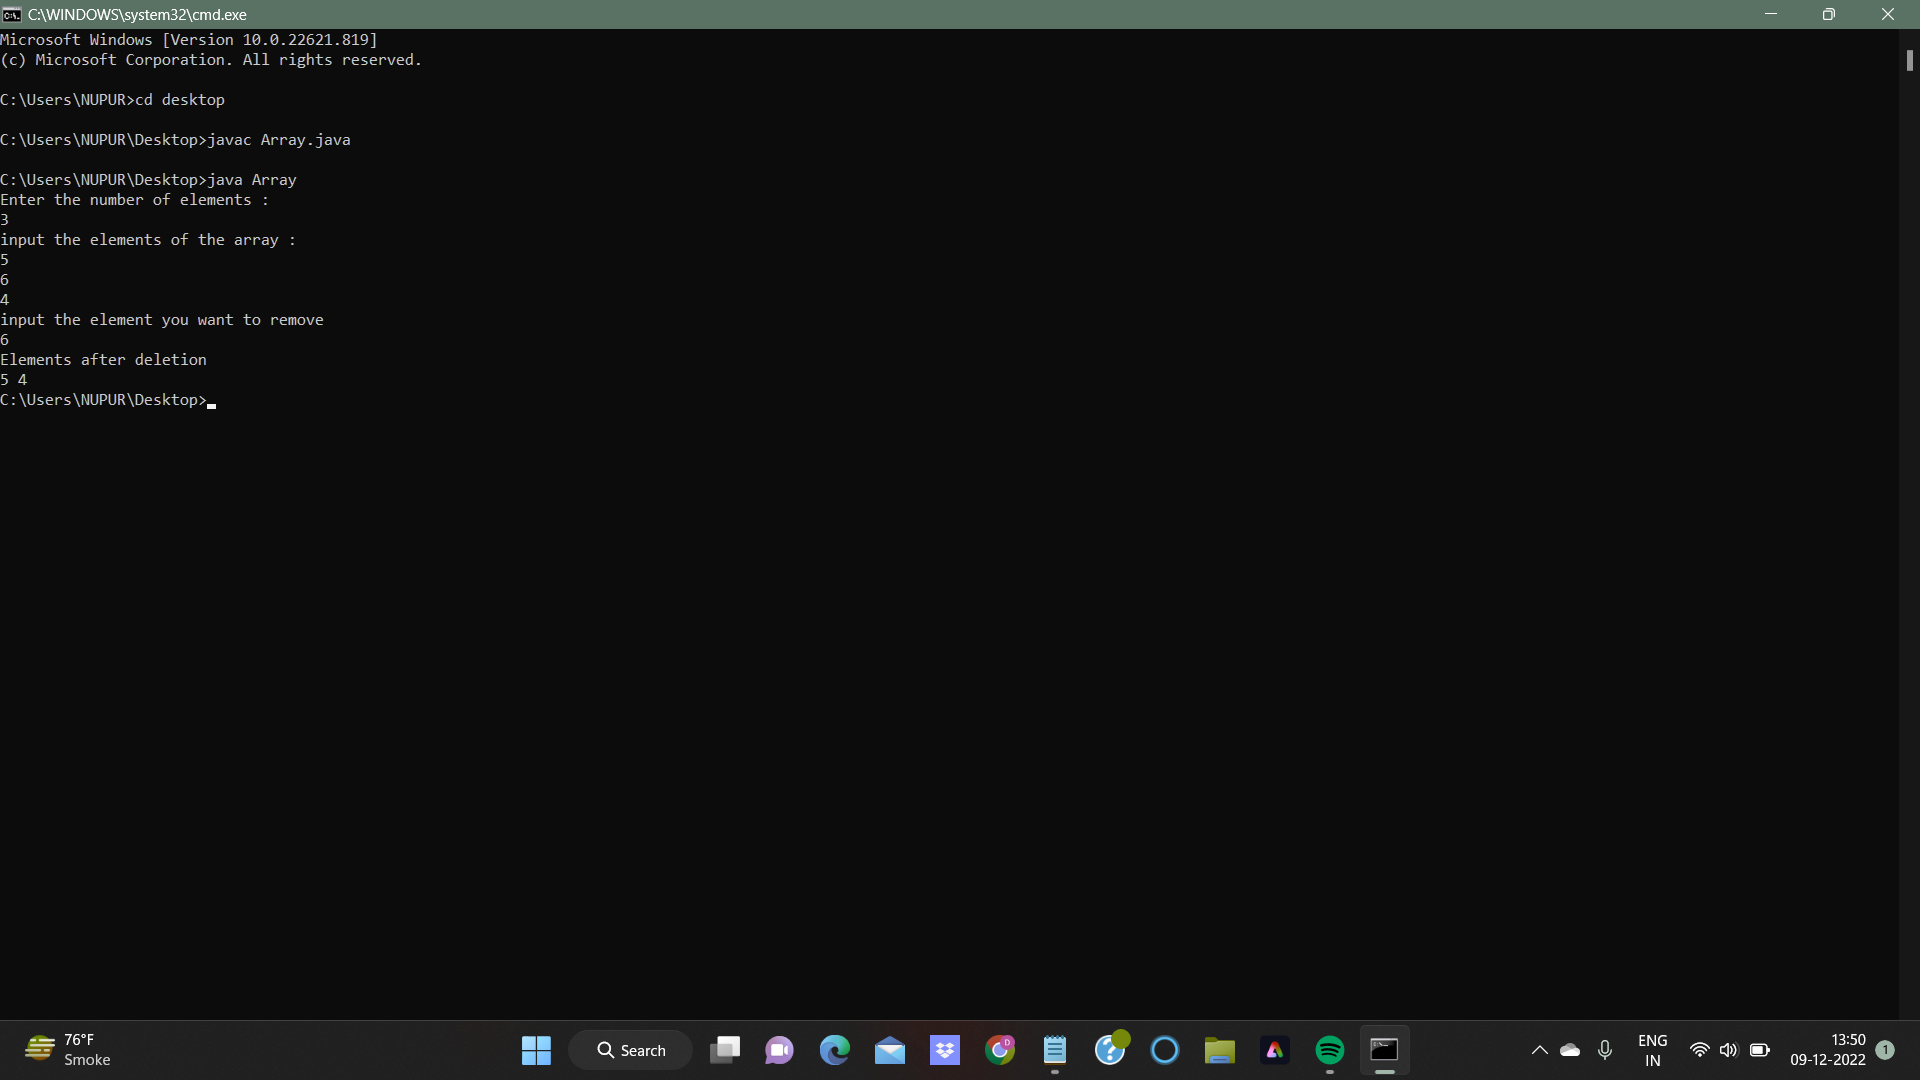 C:\WINDOWS\system32\cmd.exe
Microsoft Windows [Version 10.0.22621.819]
(c) Microsoft Corporation. All rights reserved.
C:\Users\NUPUR>cd desktop
C:\Users\NUPUR\Desktop>javac Array.java
C:\Users\NUPUR\Desktop>java Array
Enter the number of elements :
3
input the elements of the array :
5
6
4
input the element you want to remove
6
Elements after deletion
5 4
C:\Users\NUPUR\Desktop>
76°F
Smoke
Search
D
ENG
IN
13:50
09-12-2022
1